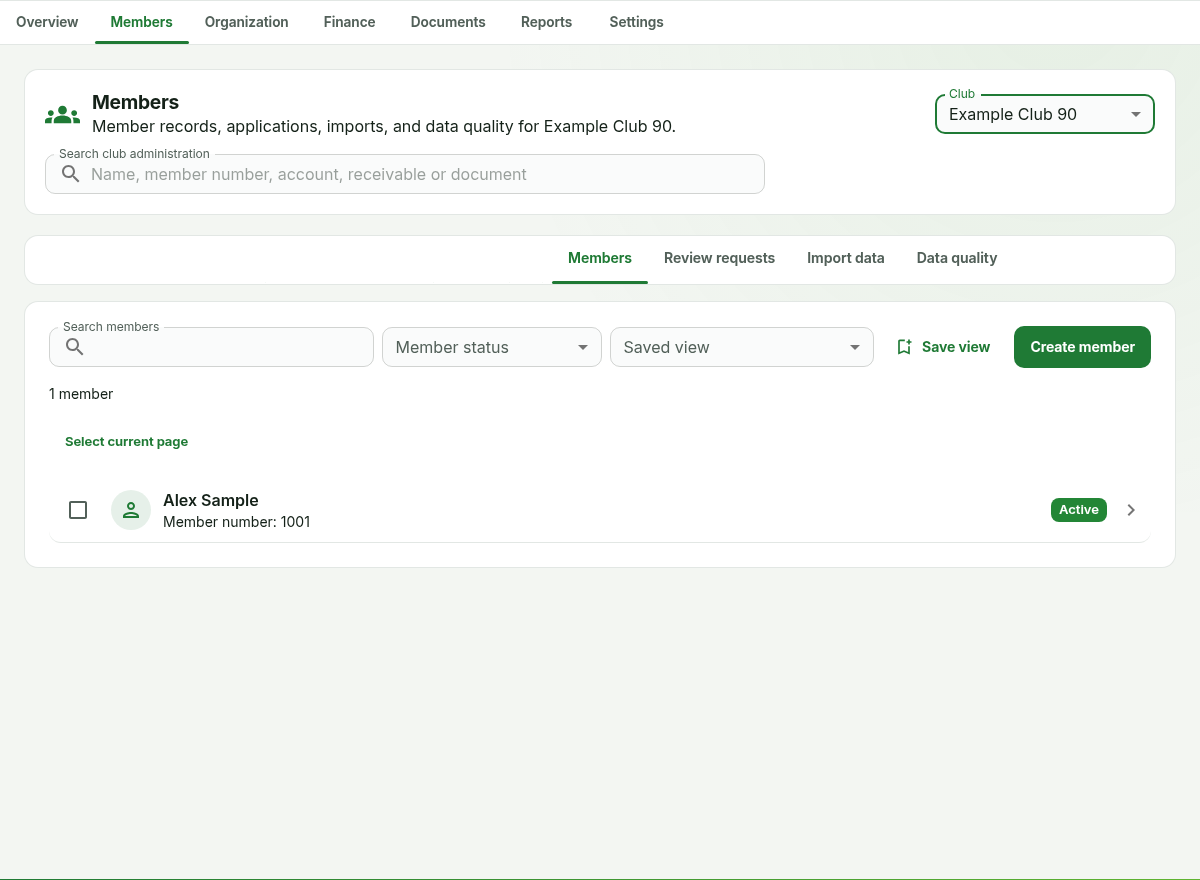 Overview Members Organization Finance Documents Reports Settings
Members
Member records, applications, imports, and data quality for Example Club 90.
Club
Example Club 90
Search club administration
Name, member number, account, receivable or document
Members Review requests Import data Data quality
Search members
Member status
Saved view
Save view
Create member
1 member
Select current page
Alex Sample
Member number: 1001
Active